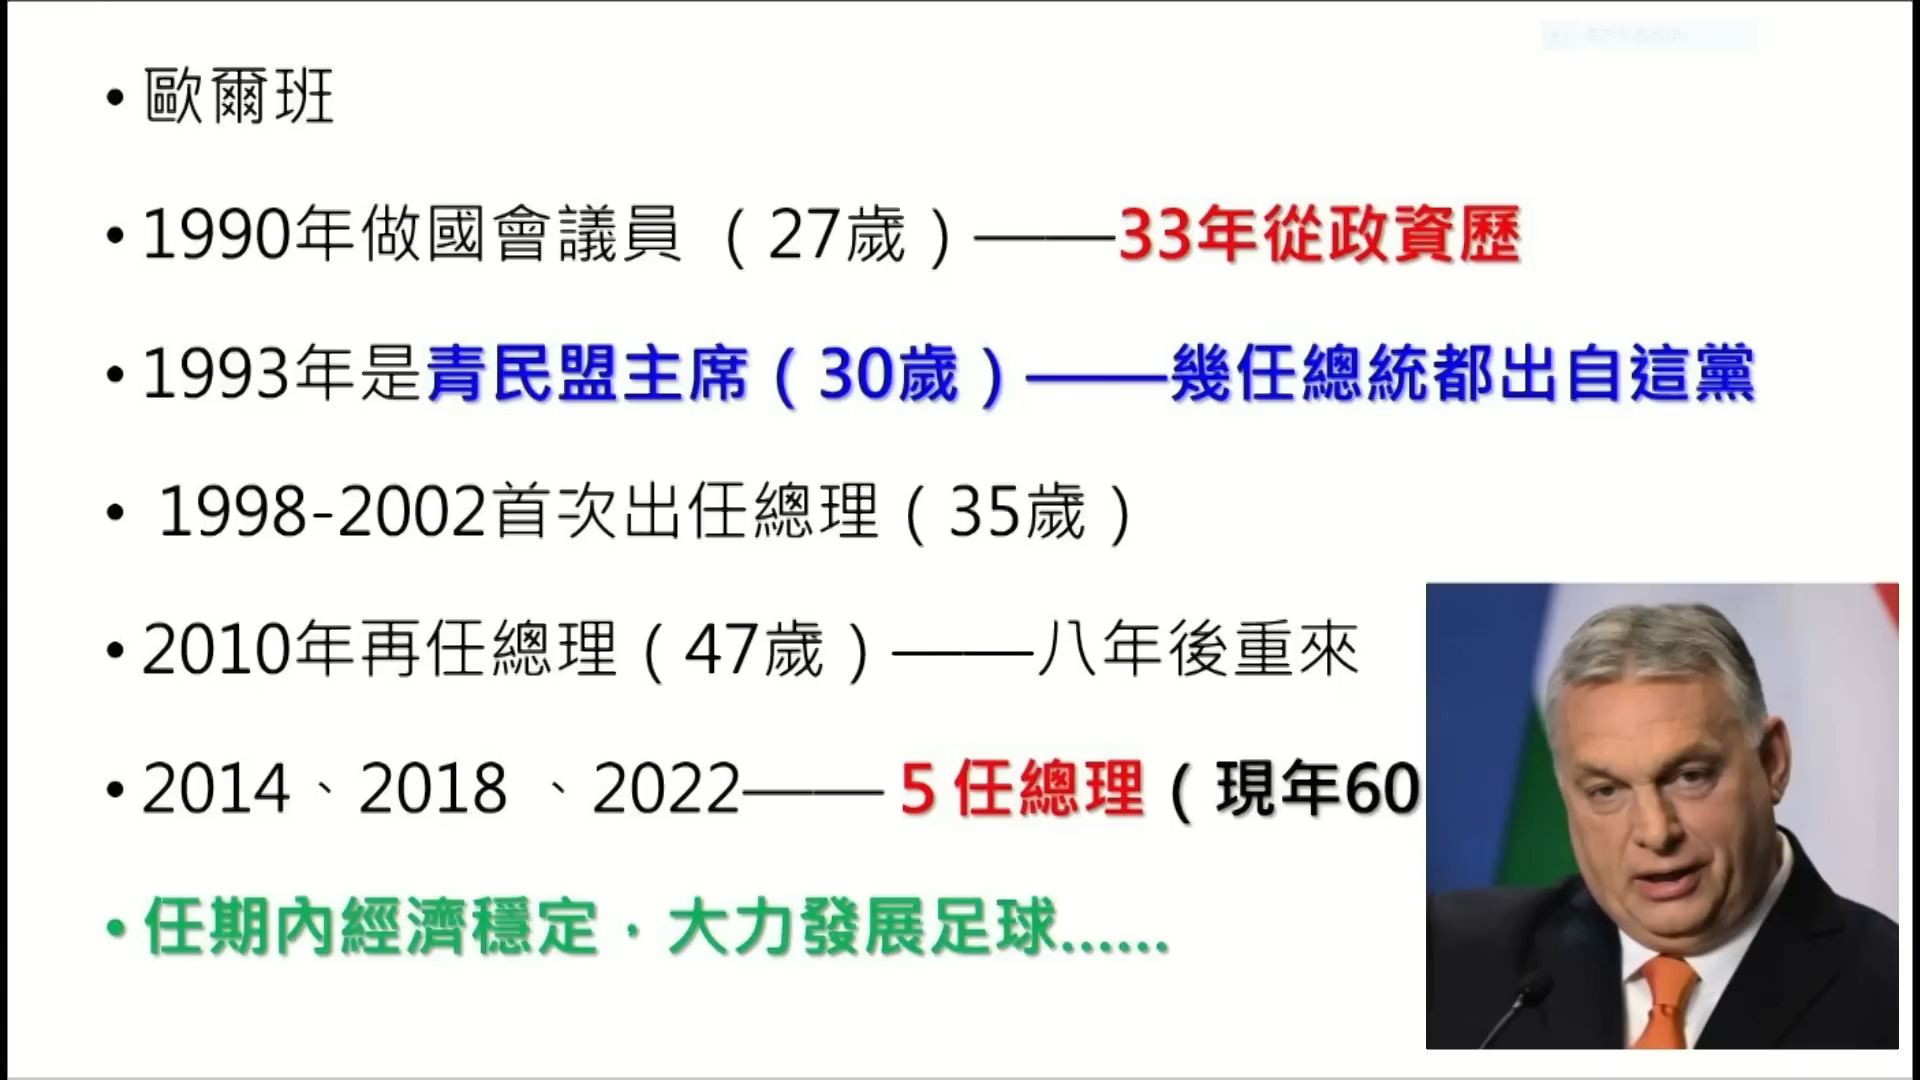 • 歐爾班
• 1990年做國會議員 （27歲）——33年從政資歷
• 1993年是青民盟主席（30歲）——幾任總統都出自這黨
• 1998-2002首次出任總理（35歲）
• 2010年再任總理（47歲）——八年後重來
• 2014、2018 、2022—— 5 任總理（現年60
• 任期內經濟穩定，大力發展足球......